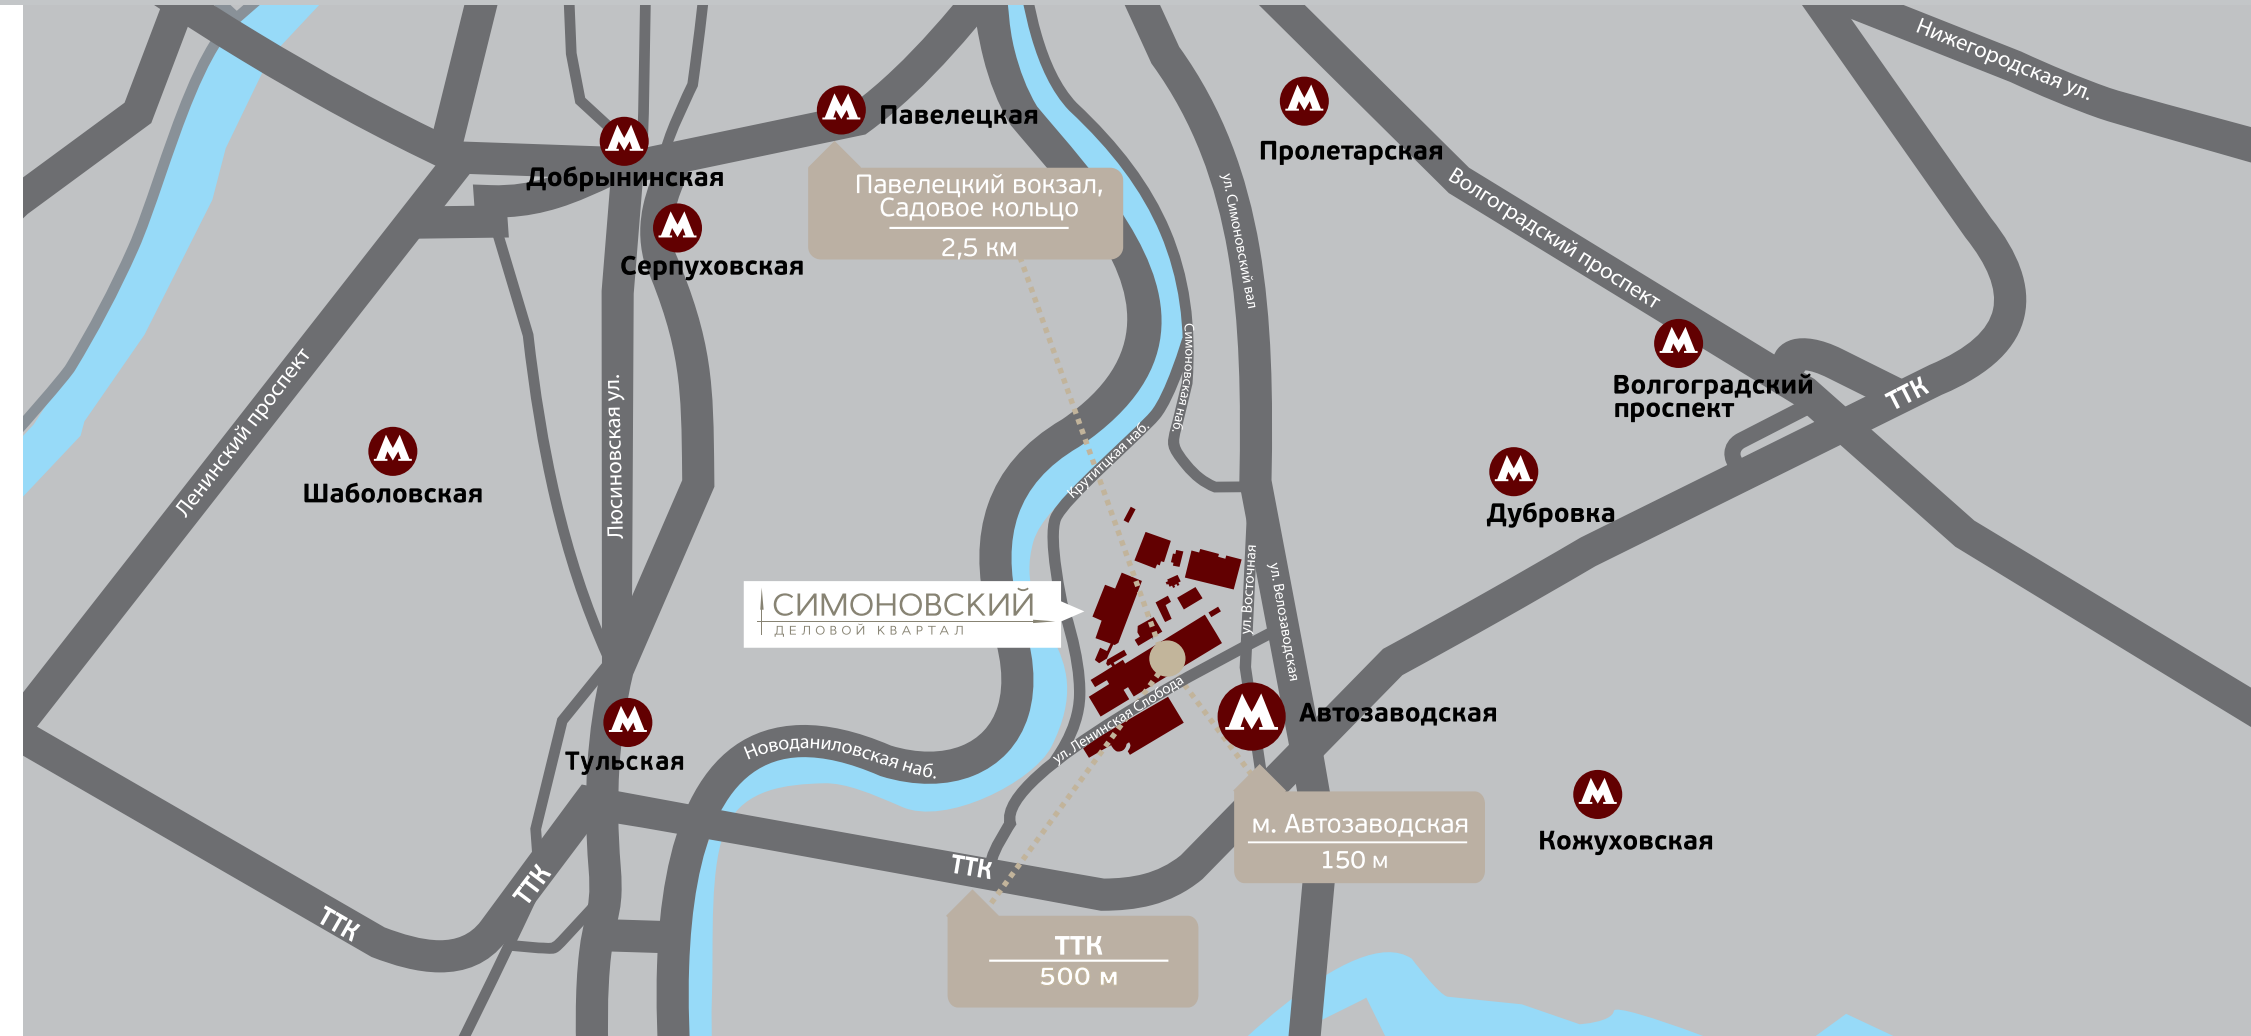 Нижегородская ул.
Павелецкая
Пролетарская
Добрынинская
Павелецкий вокзал,
Садовое кольцо
2,5 км
Серпуховская
ул. Симоновский вал
Волгоградский проспект
Симоновская наб.
Волгоградский
проспект
ТТК
Ленинский проспект
Люсиновская ул.
Шаболовская
Крутитцкая наб.
Дубровка
СИМОНОВСКИЙ
ДЕЛОВОЙ КВАРТАЛ
ул. Восточная
ул. Велозаводская
ул. Ленинская Слобода
Автозаводская
Тульская
Новоданиловская наб.
м. Автозаводская
150 м
Кожуховская
ТТК
ТТК
ТТК
ТТК
500 м